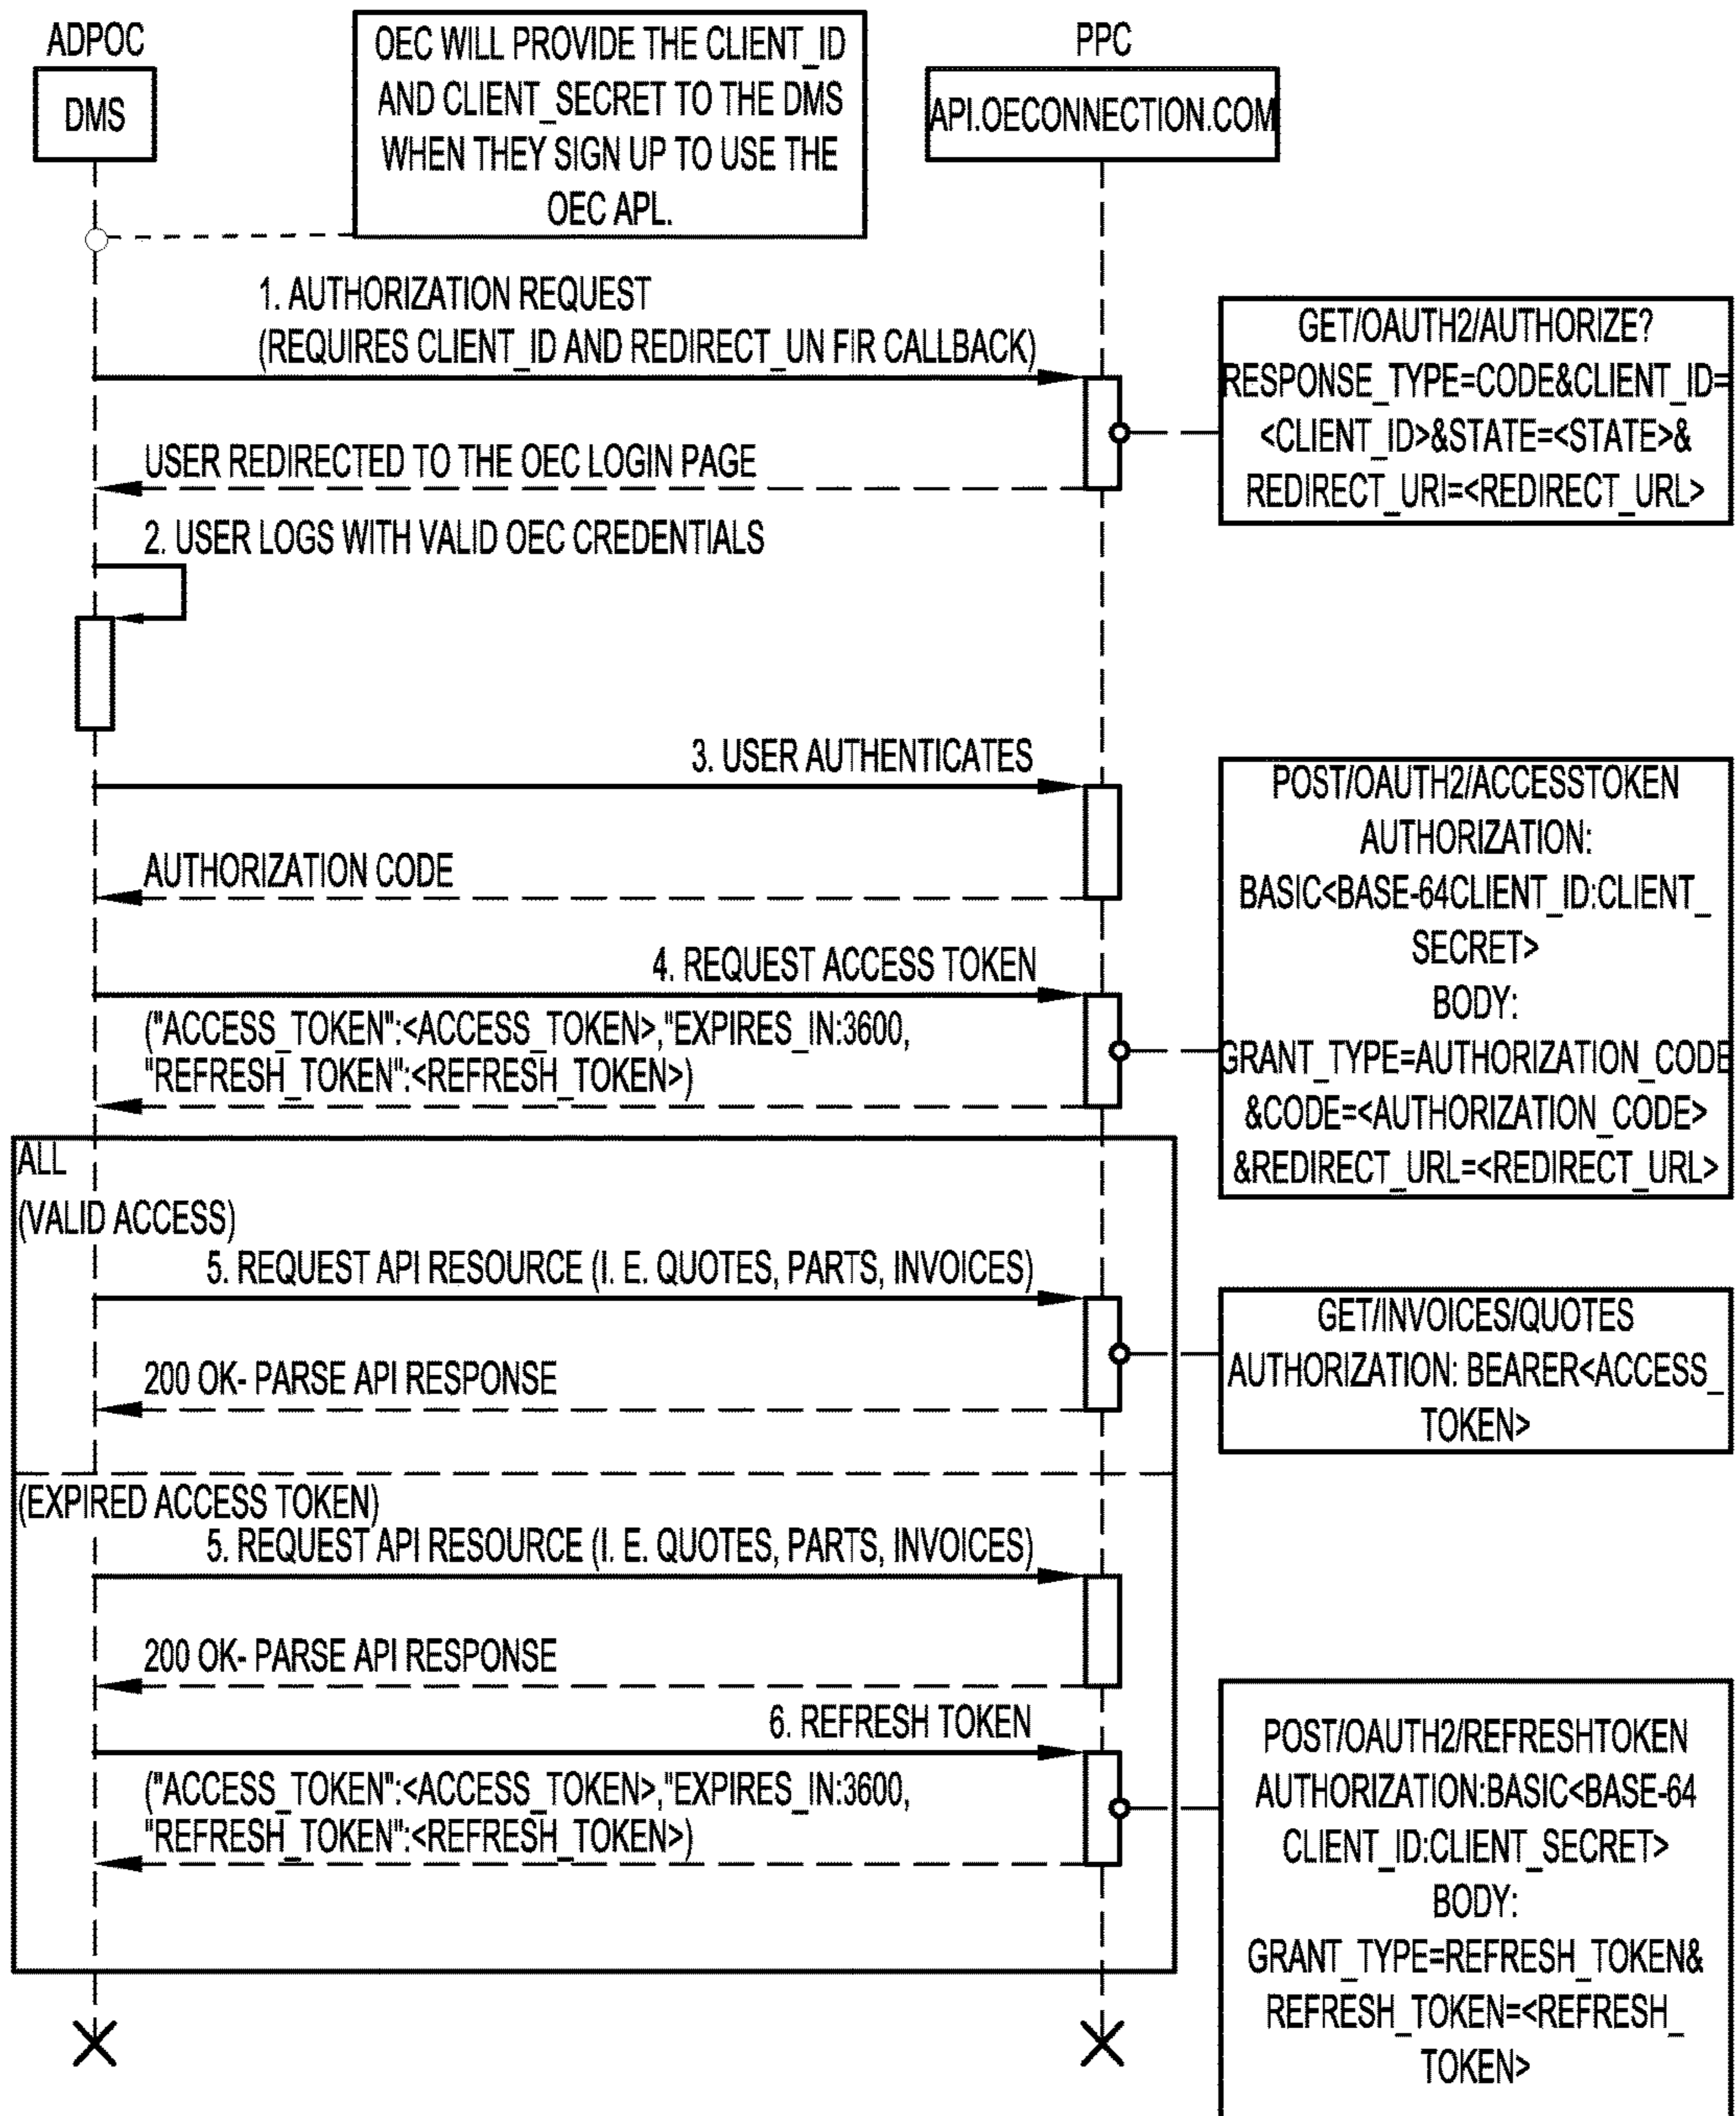 ADPOC
DMS
OEC WILL PROVIDE THE CLIENT_ID
AND CLIENT_SECRET TO THE DMS
WHEN THEY SIGN UP TO USE THE
OEC APL.
PPC
API.OECONNECTION.COM
1. AUTHORIZATION REQUEST
(REQUIRES CLIENT_ID AND REDIRECT_UN FIR CALLBACK)
GET/OAUTH2/AUTHORIZE?
RESPONSE_TYPE=CODE&CLIENT_ID=
<CLIENT_ID>&STATE=<STATE>&
REDIRECT_URI=<REDIRECT_URL>
USER REDIRECTED TO THE OEC LOGIN PAGE
2. USER LOGS WITH VALID OEC CREDENTIALS
3. USER AUTHENTICATES
AUTHORIZATION CODE
POST/OAUTH2/ACCESSTOKEN
AUTHORIZATION:
BASIC<BASE-64CLIENT_ID:CLIENT_
SECRET>
BODY:
GRANT_TYPE=AUTHORIZATION_CODE
&CODE=<AUTHORIZATION_CODE>
&REDIRECT_URL=<REDIRECT_URL>
4. REQUEST ACCESS TOKEN
("ACCESS_TOKEN":<ACCESS_TOKEN>,"EXPIRES_IN:3600,
"REFRESH_TOKEN":<REFRESH_TOKEN>)
ALL
(VALID ACCESS)
5. REQUEST API RESOURCE (I. E. QUOTES, PARTS, INVOICES)
200 OK- PARSE API RESPONSE
GET/INVOICES/QUOTES
AUTHORIZATION: BEARER<ACCESS_
TOKEN>
(EXPIRED ACCESS TOKEN)
5. REQUEST API RESOURCE (I. E. QUOTES, PARTS, INVOICES)
200 OK- PARSE API RESPONSE
6. REFRESH TOKEN
("ACCESS_TOKEN":<ACCESS_TOKEN>,"EXPIRES_IN:3600,
"REFRESH_TOKEN":<REFRESH_TOKEN>)
POST/OAUTH2/REFRESHTOKEN
AUTHORIZATION:BASIC<BASE-64
CLIENT_ID:CLIENT_SECRET>
BODY:
GRANT_TYPE=REFRESH_TOKEN&
REFRESH_TOKEN=<REFRESH_
TOKEN>